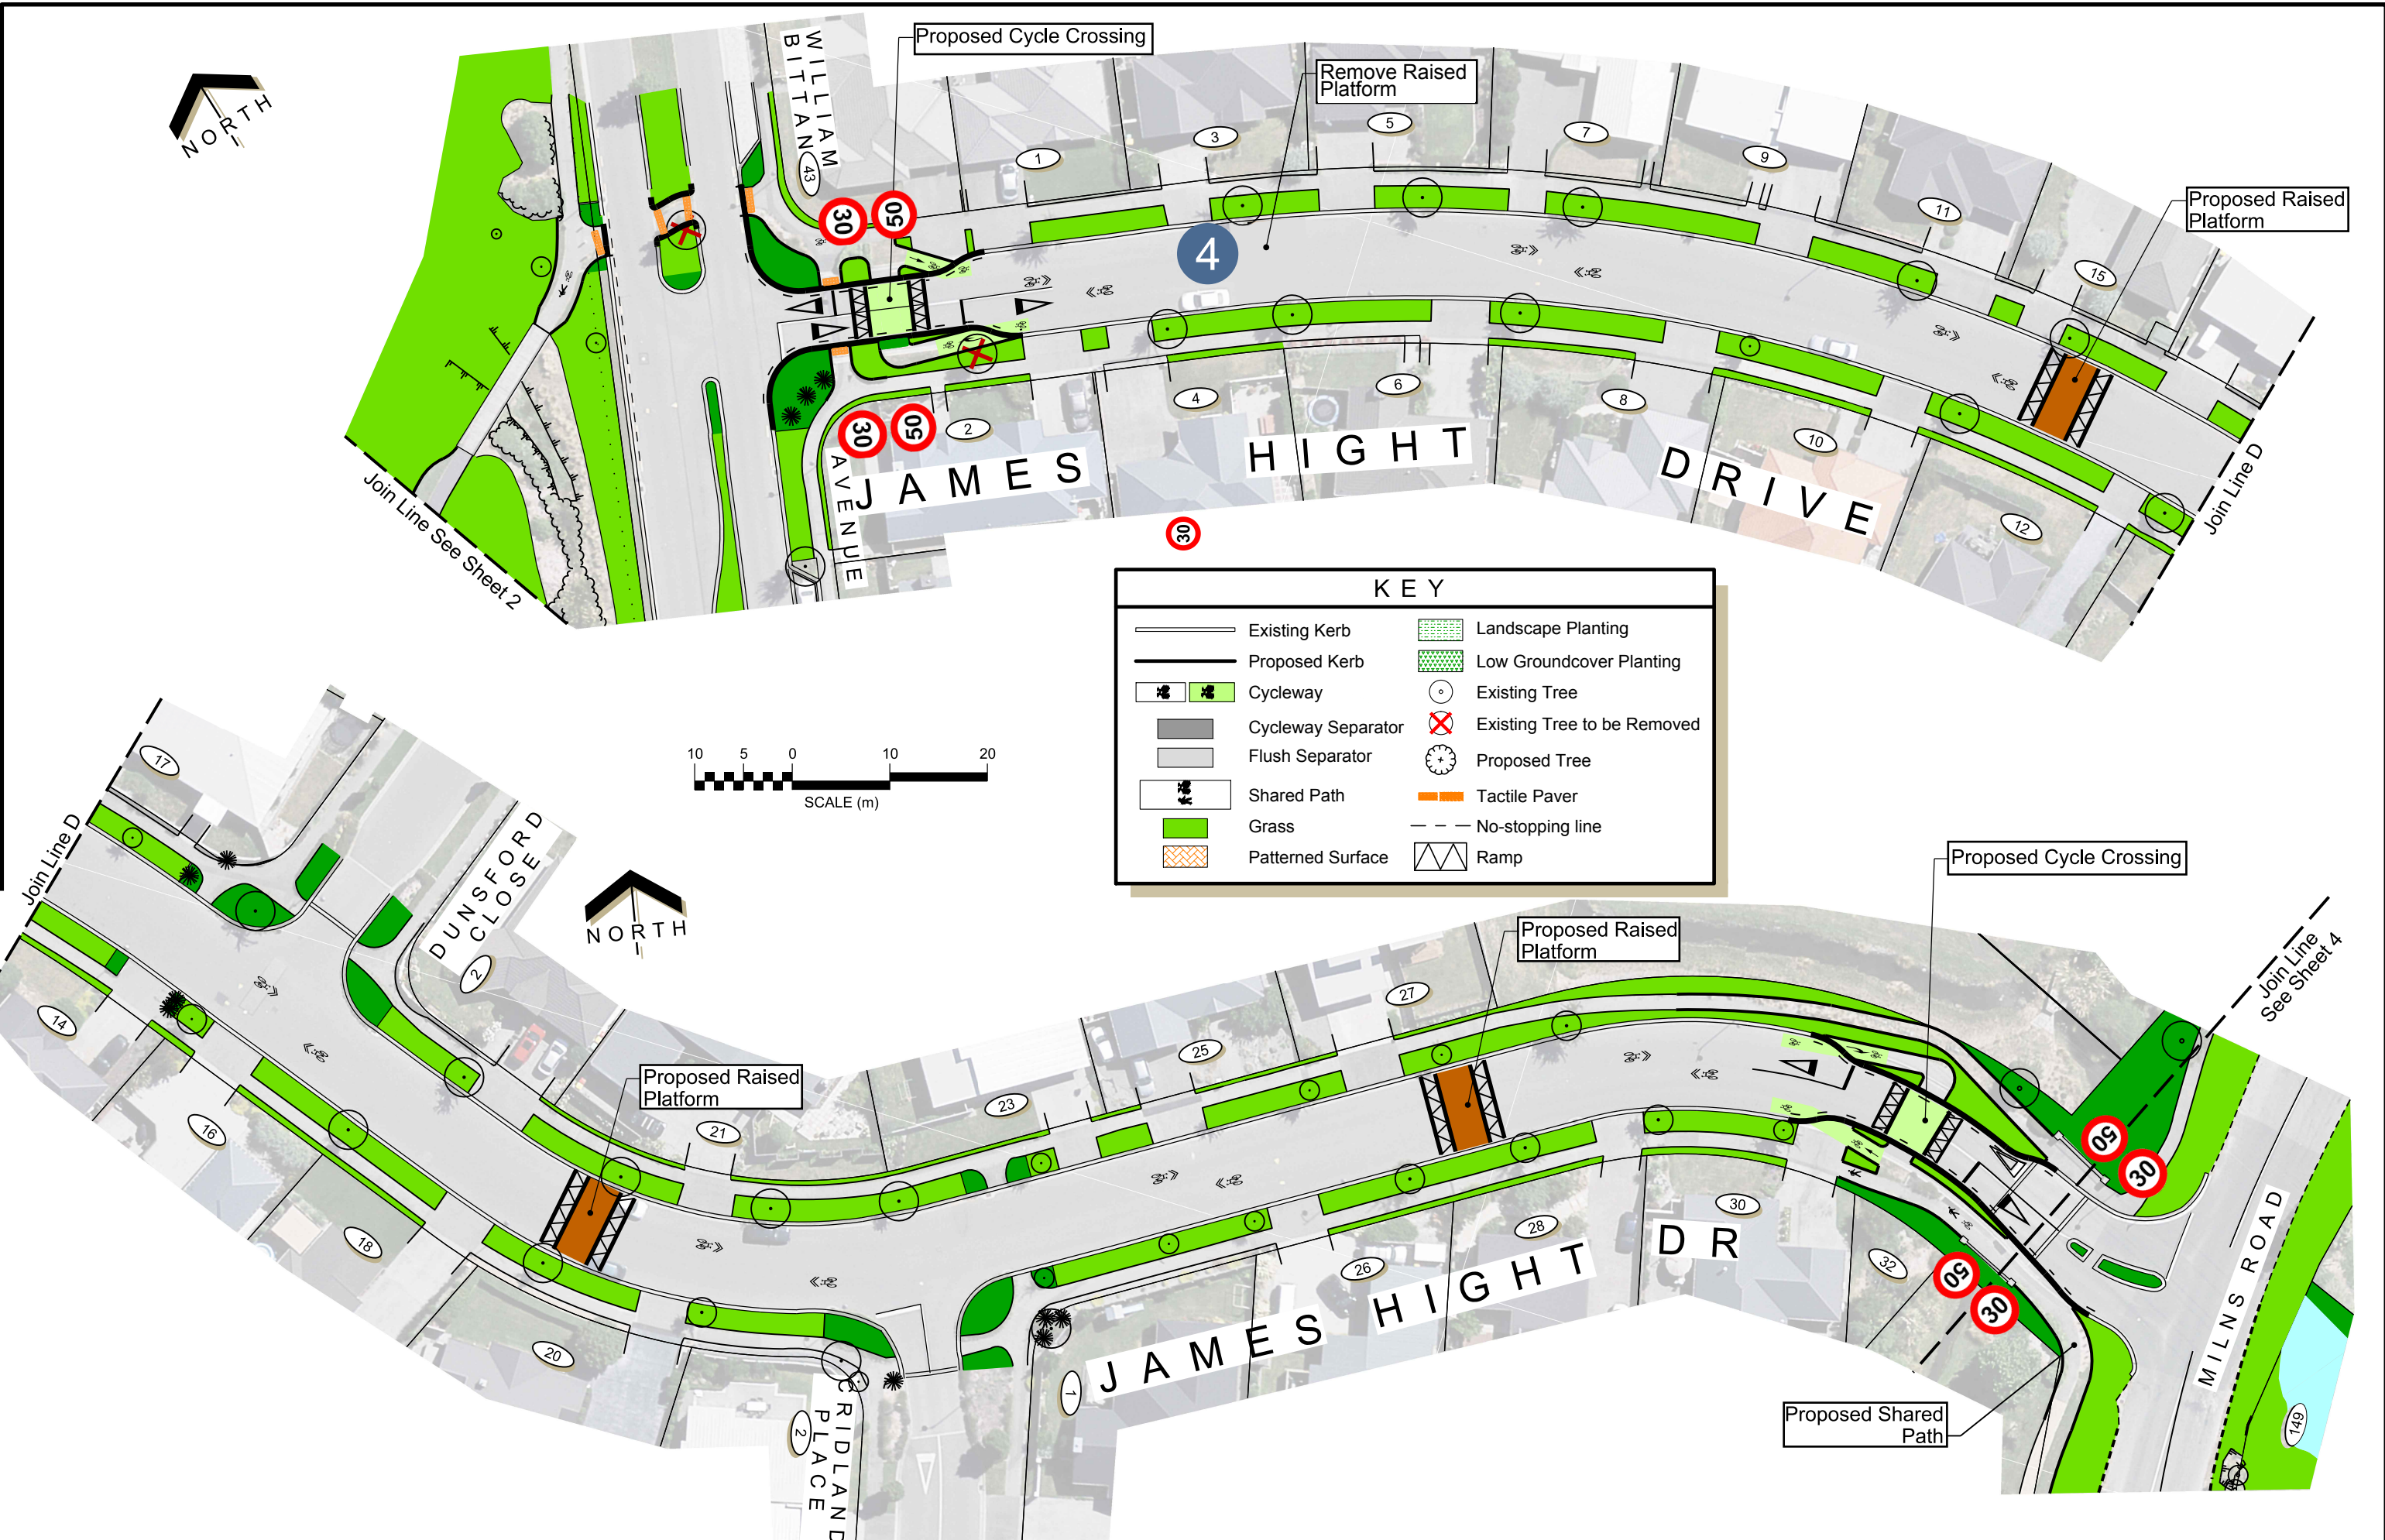 Proposed Cycle Crossing
WILLIAM
BITTAN
NORTH
Remove Raised
Platform
Proposed Raised
Platform
43
1
3
5
7
9
11
15
30
50
4
30
50
2
4
6
8
10
12
AVENUE
JAMES HIGHT DRIVE
Join Line See Sheet 2
Join Line D
30
KEY
Existing Kerb
Proposed Kerb
Cycleway
Cycleway Separator
Flush Separator
Shared Path
Grass
Patterned Surface
Landscape Planting
Low Groundcover Planting
Existing Tree
Existing Tree to be Removed
Proposed Tree
Tactile Paver
No-stopping line
Ramp
10 5 0 10 20
SCALE (m)
Join Line D
17
DUNSFORD
CLOSE
2
NORTH
Proposed Raised
Platform
Proposed Raised
Platform
Proposed Cycle Crossing
Join Line
See Sheet 4
14
16
18
20
21
23
25
27
26
28
30
32
1
2
CRIDLAND
PLACE
JAMES HIGHT DR
50
30
50
30
MILNS ROAD
149
Proposed Shared
Path